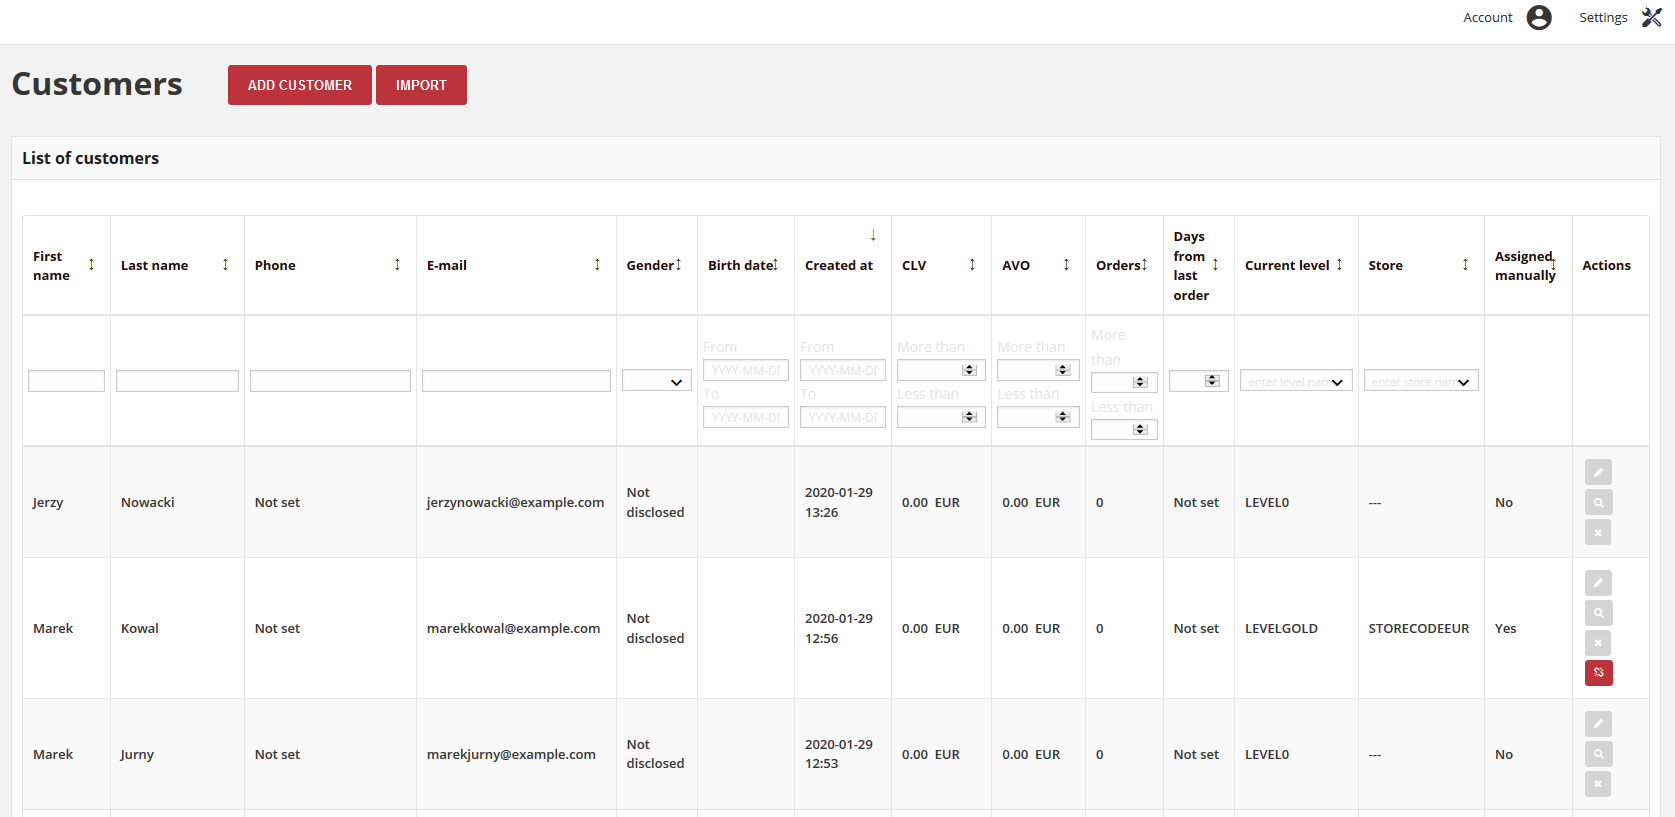 Account Settings
Customers ADD CUSTOMER IMPORT
List of customers
First name Last name Phone E-mail Gender Birth date Created at CLV AVO Orders Days from last order Current level Store Assigned manually Actions
From From More than More than More than
YYYY-MM-DD YYYY-MM-DD enter level nam enter store nam
To To Less than Less than Less than
YYYY-MM-DD YYYY-MM-DD
Jerzy Nowacki Not set jerzynowacki@example.com Not disclosed 2020-01-29 13:26 0.00 EUR 0.00 EUR 0 Not set LEVEL0 --- No
Marek Kowal Not set marekkowal@example.com Not disclosed 2020-01-29 12:56 0.00 EUR 0.00 EUR 0 Not set LEVELGOLD STORECODEEUR Yes
Marek Jurny Not set marekjurny@example.com Not disclosed 2020-01-29 12:53 0.00 EUR 0.00 EUR 0 Not set LEVEL0 --- No